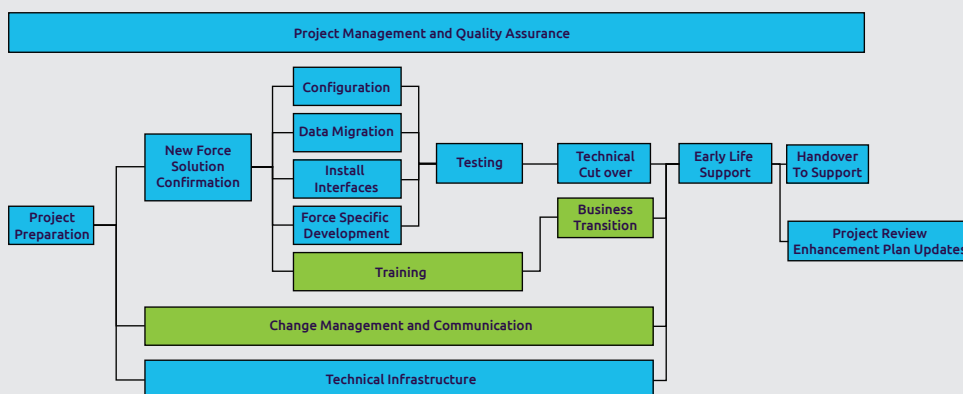 Project Management and Quality Assurance
Configuration
Data Migration
New Force
Solution
Confirmation
Install
Interfaces
Force Specific
Development
Testing
Technical
Cut over
Early Life
Support
Handover
To Support
Project
Preparation
Business
Transition
Project Review
Enhancement Plan Updates
Training
Change Management and Communication
Technical Infrastructure